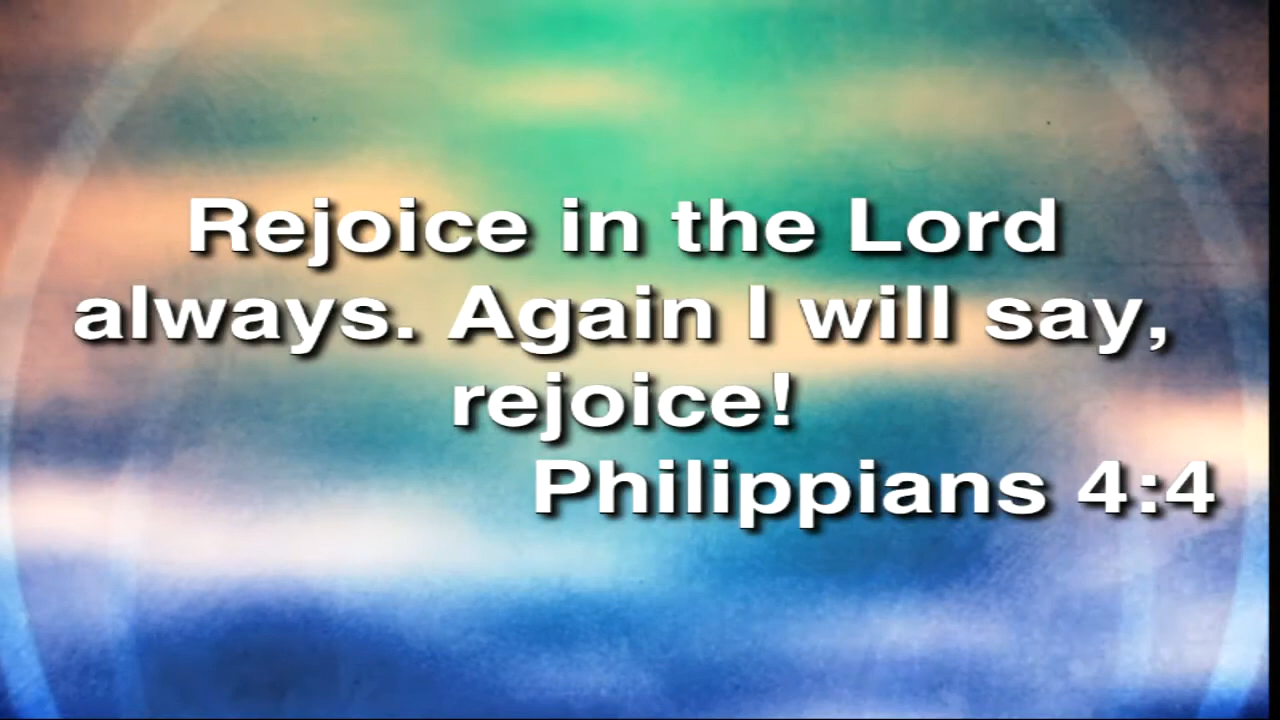 Rejoice in the Lord
always. Again I will say,
rejoice!
Philippians 4:4